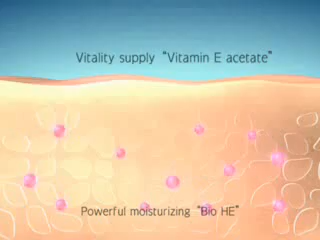 Vitality supply “Vitamin E acetate”
Powerful moisturizing “Bio HE”